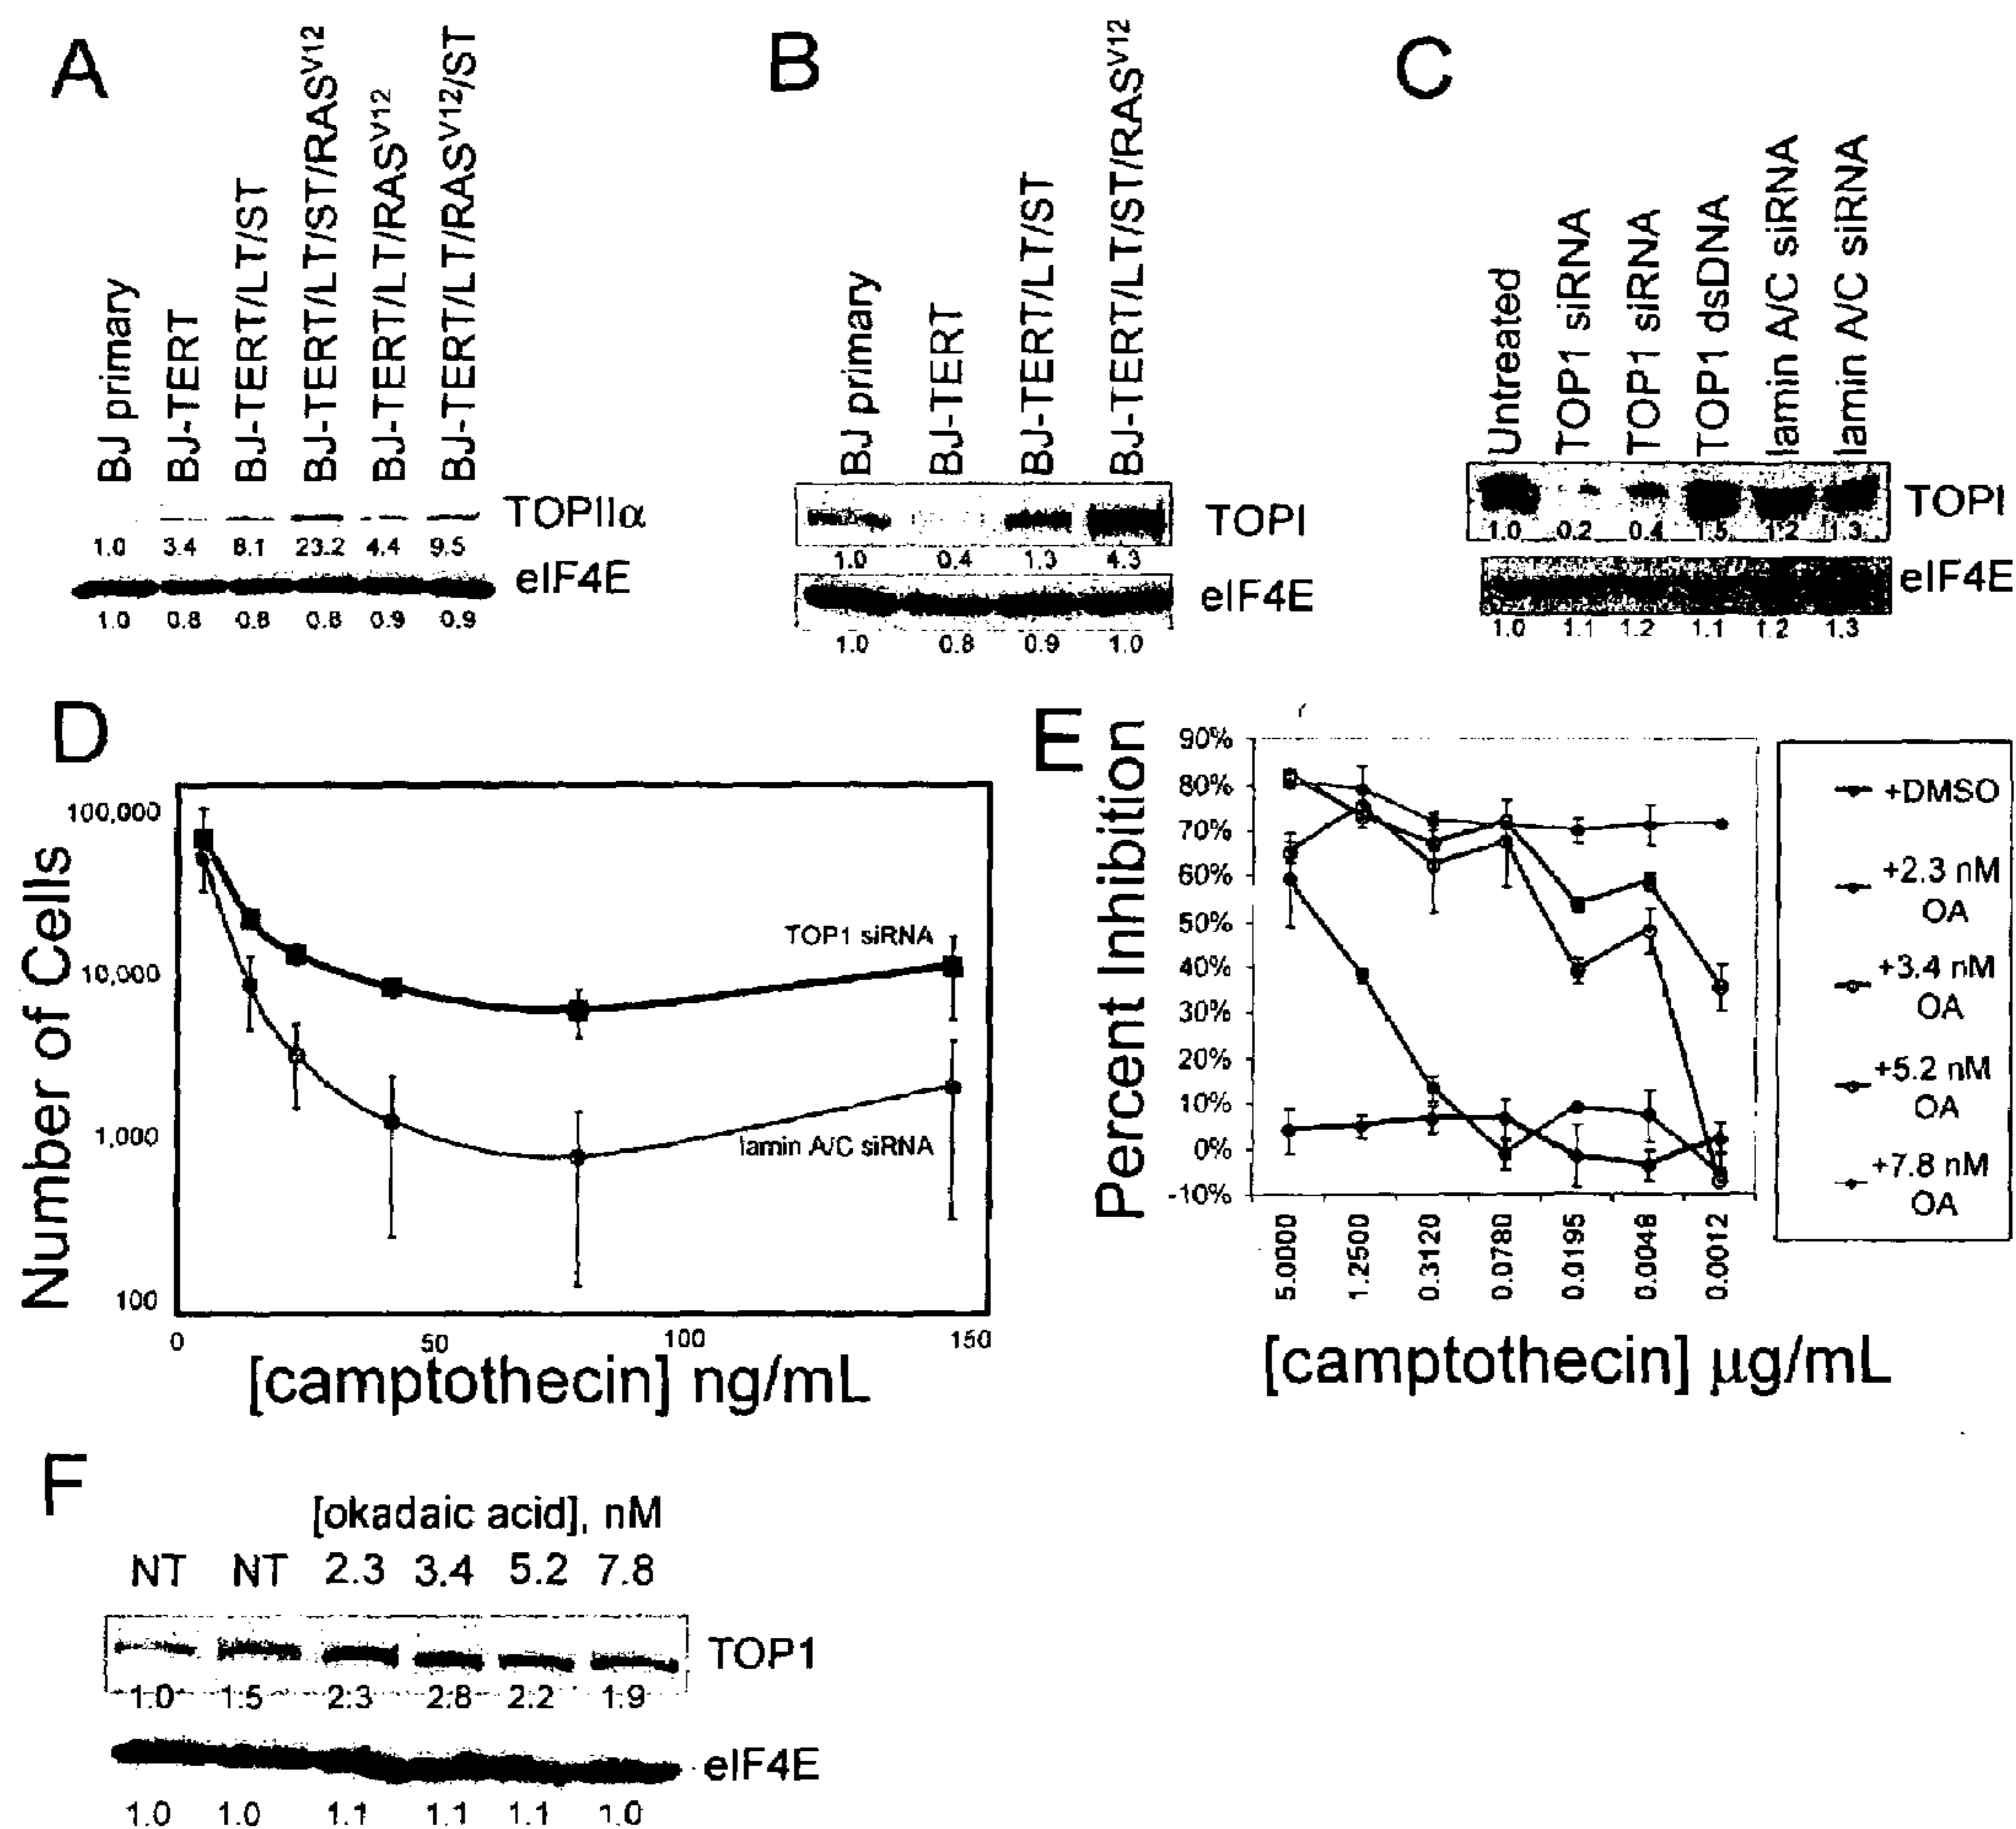 A
BJ primary
BJ-TERT
BJ-TERT/LT/ST
BJ-TERT/LT/ST/RASV12
BJ-TERT/LT/RASV12
BJ-TERT/LT/RASV12/ST
TOPIIα
1.0 3.4 8.1 23.2 4.4 9.5
eIF4E
1.0 0.8 0.8 0.8 0.9 0.9
B
BJ primary
BJ-TERT
BJ-TERT/LT/ST
BJ-TERT/LT/ST/RASV12
TOPI
1.0 0.4 1.3 4.3
eIF4E
1.0 0.8 0.9 1.0
C
Untreated
TOP1 siRNA
TOP1 siRNA
TOP1 dsDNA
lamin A/C siRNA
lamin A/C siRNA
TOPI
1.0 0.2 0.4 1.5 1.2 1.3
eIF4E
1.0 1.1 1.2 1.1 1.2 1.3
D
Number of Cells
100,000
10,000
1,000
100
TOP1 siRNA
lamin A/C siRNA
0 50 100 150
[camptothecin] ng/mL
E
Percent Inhibition
90%
80%
70%
60%
50%
40%
30%
20%
10%
0%
-10%
5.0000
1.2500
0.3120
0.0780
0.0195
0.0048
0.0012
[camptothecin] µg/mL
+DMSO
+2.3 nM
OA
+3.4 nM
OA
+5.2 nM
OA
+7.8 nM
OA
F
[okadaic acid], nM
NT NT 2.3 3.4 5.2 7.8
TOP1
1.0 1.5 2.3 2.8 2.2 1.9
eIF4E
1.0 1.0 1.1 1.1 1.1 1.0